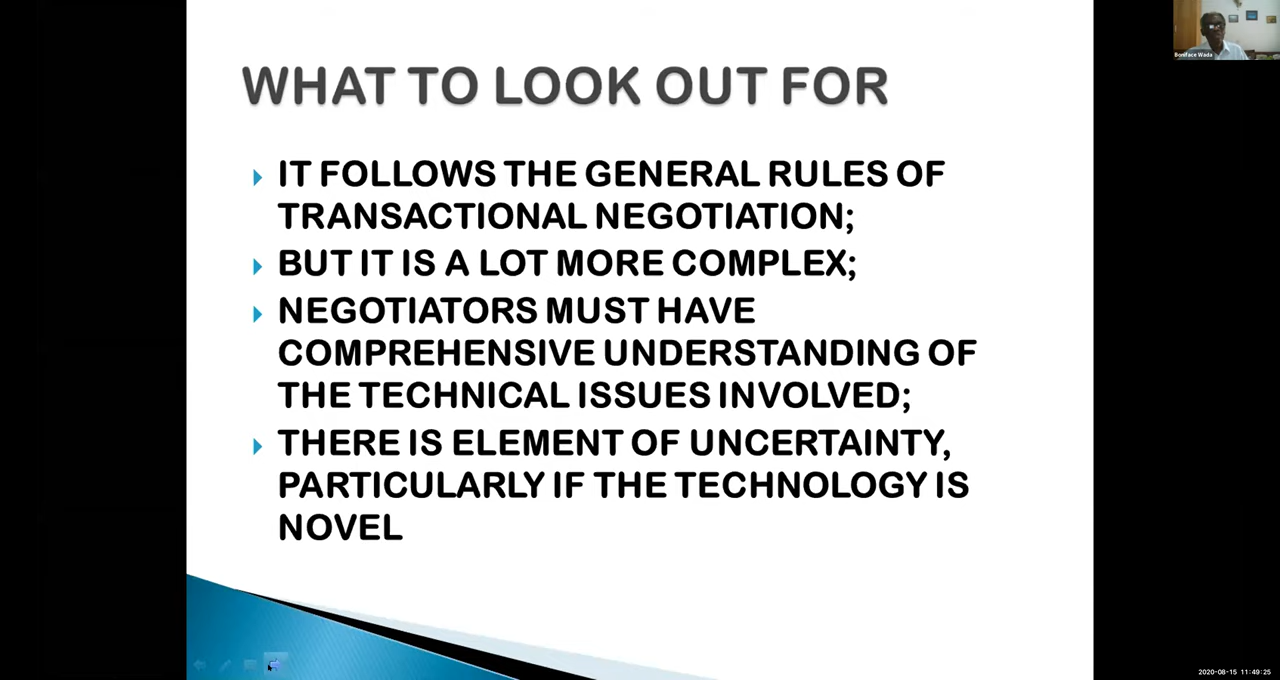 Boniface Wada
WHAT TO LOOK OUT FOR
IT FOLLOWS THE GENERAL RULES OF
TRANSACTIONAL NEGOTIATION;
BUT IT IS A LOT MORE COMPLEX;
NEGOTIATORS MUST HAVE
COMPREHENSIVE UNDERSTANDING OF
THE TECHNICAL ISSUES INVOLVED;
THERE IS ELEMENT OF UNCERTAINTY,
PARTICULARLY IF THE TECHNOLOGY IS
NOVEL
2020-08-15 11:49:25